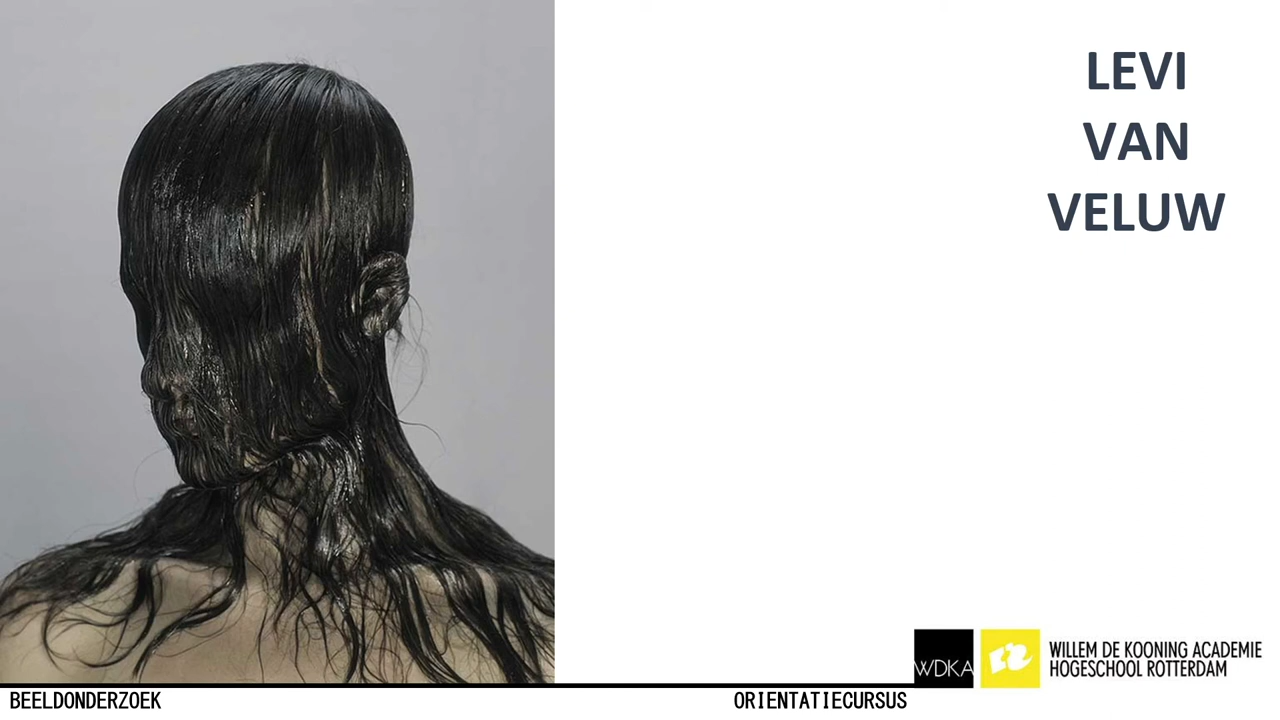 LEVI
VAN
VELUW
WDKA
WILLEM DE KOONING ACADEMIE
HOGESCHOOL ROTTERDAM
BEELDONDERZOEK
ORIENTATIECURSUS